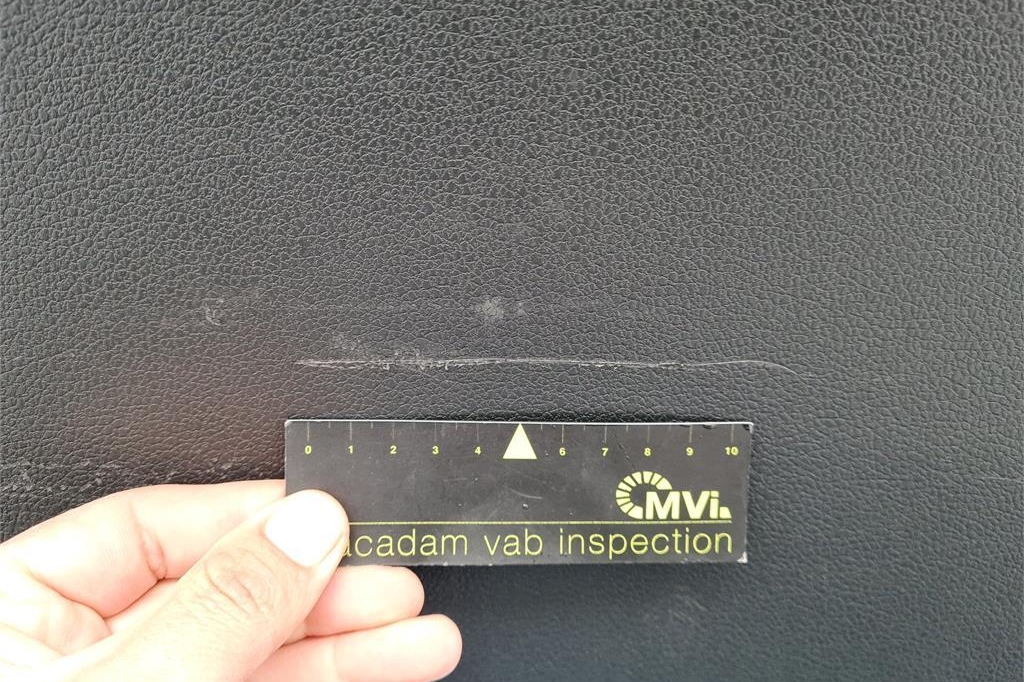 0 1 2 3 4 6 7 8 9 10
MVi
acadam vab inspection